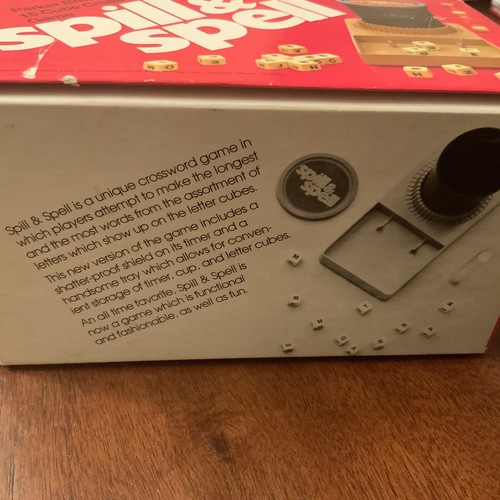 Parker Br
spill &
spell
Spill & Spell is a unique crossword game in
which players attempt to make the longest
and the most words from the assortment of
letters which show up on the letter cubes.
This new version of the game includes a
shatter-proof shield on its timer and a
handsome tray which allows for conven-
ient storage of timer, cup, and letter cubes.
An all time favorite, Spill & Spell is
now a game which is functional
and fashionable, as well as fun.
spill &
spell